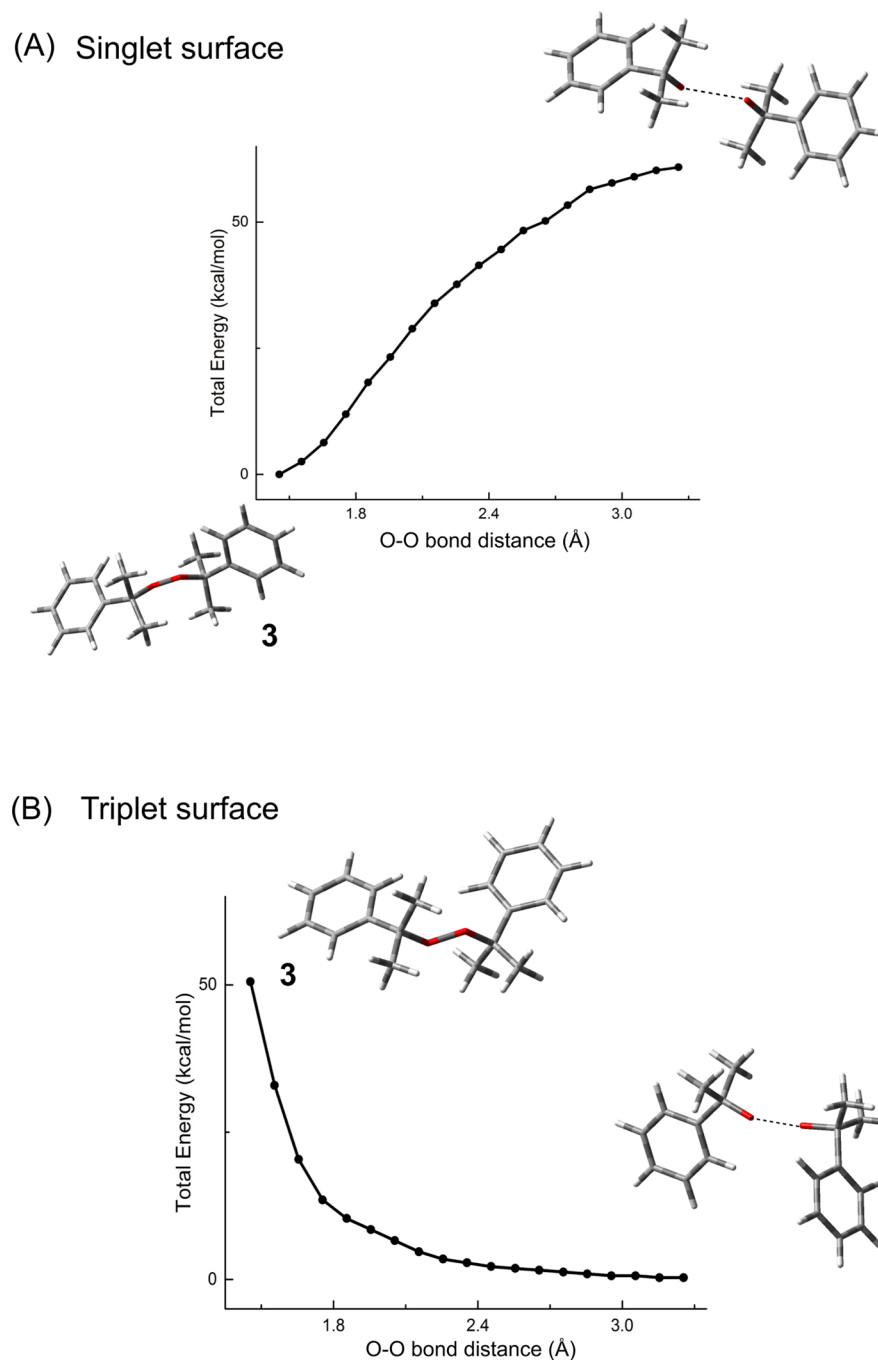 (A) Singlet surface
Total Energy (kcal/mol)
50
0
1.8 2.4 3.0
O-O bond distance (Å)
3
(B) Triplet surface
3
Total Energy (kcal/mol)
50
0
1.8 2.4 3.0
O-O bond distance (Å)